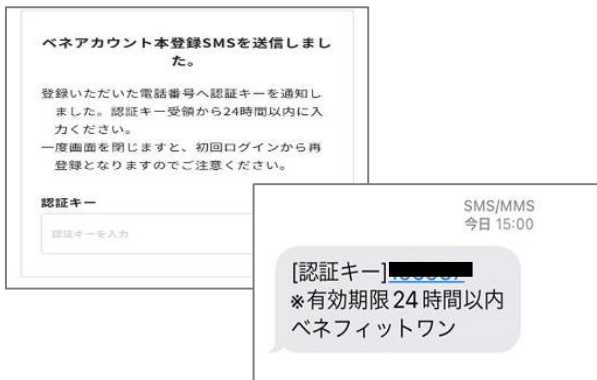 ベネアカウント本登録SMSを送信しまし
た。
登録いただいた電話番号へ認証キーを通知し
ました。認証キー受領から24時間以内に入
力ください。
一度画面を閉じますと、初回ログインから再
登録となりますのでご注意ください。
認証キー
認証キーを入力
SMS/MMS
今日 15:00
[認証キー]
※有効期限24時間以内
ベネフィットワン